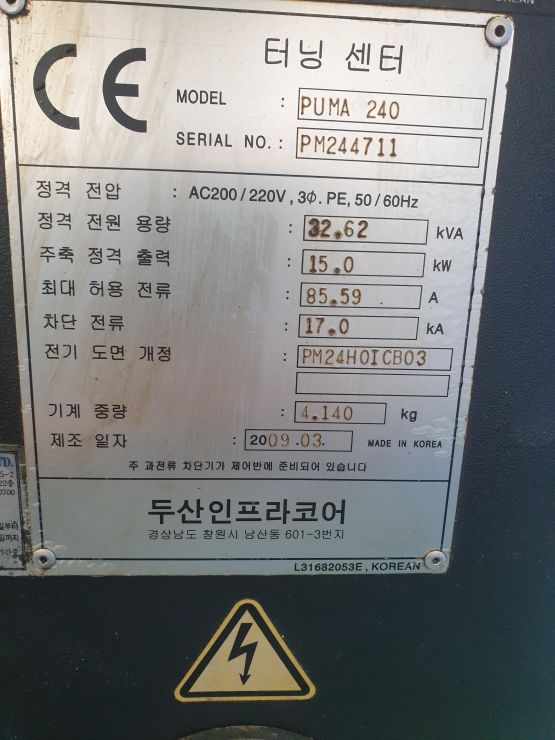 CE
터닝 센터
MODEL : PUMA 240
SERIAL NO. : PM244711
정격 전압 : AC200/220V, 3Φ. PE, 50/60Hz
정격 전원 용량 : 32.62 kVA
주축 정격 출력 : 15.0 kW
최대 허용 전류 : 85.59 A
차단 전류 : 17.0 kA
전기 도면 개정 : PM24H0ICB03
기계 중량 : 4.140 kg
제조 일자 : 2009.03. MADE IN KOREA
주 과전류 차단기가 제어반에 준비되어 있습니다
두산인프라코어
경상남도 창원시 남산동 601-3번지
L31682053E, KOREAN